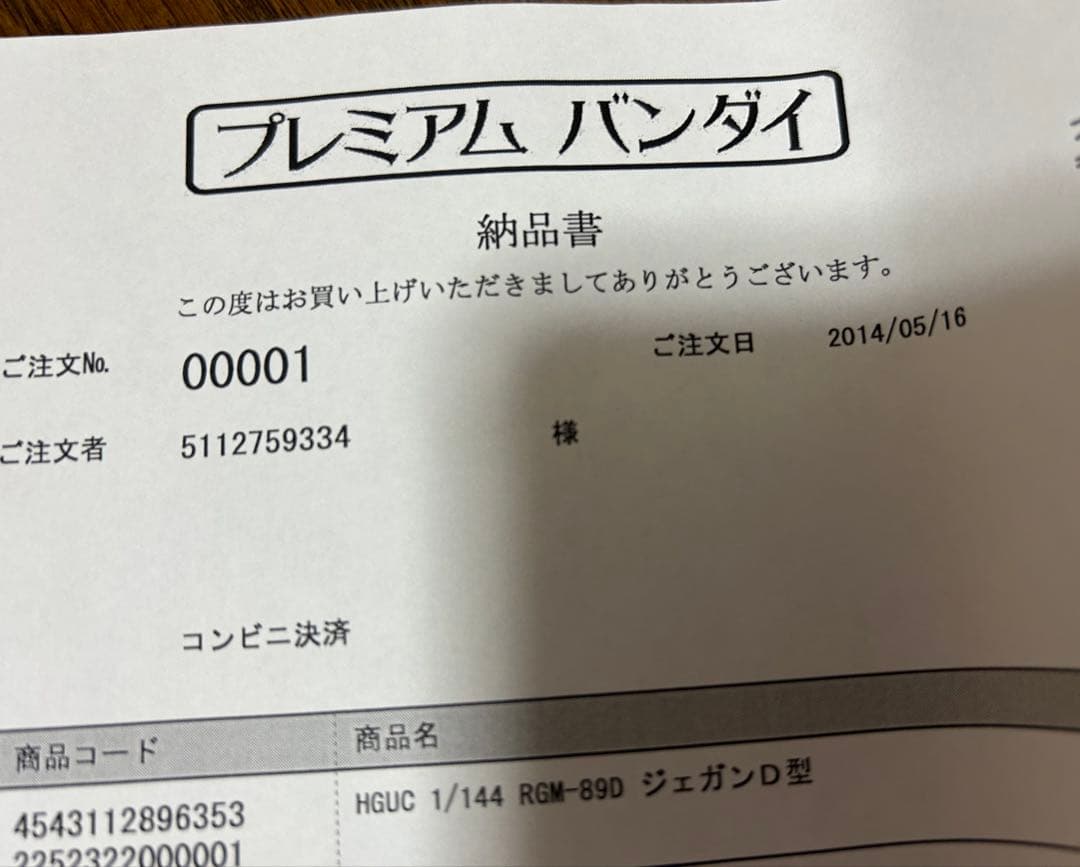 プレミアム バンダイ
納品書
この度はお買い上げいただきましてありがとうございます。
ご注文№ 00001 ご注文日 2014/05/16
ご注文者 5112759334 様
コンビニ決済
商品コード 商品名
4543112896353 HGUC 1/144 RGM-89D ジェガンD型
2252322000001